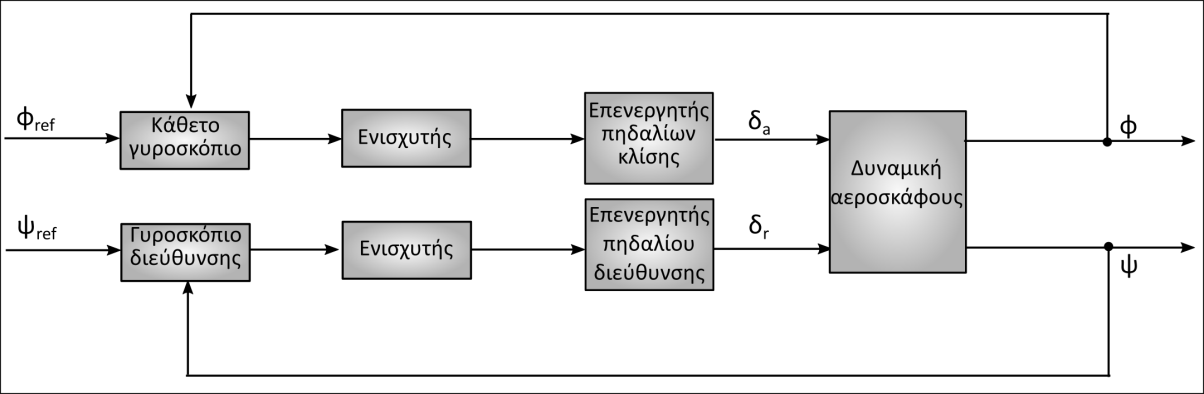 φref
Κάθετο
γυροσκόπιο
Ενισχυτής
Επενεργητής
πηδαλίων
κλίσης
δa
Δυναμική
αεροσκάφους
φ
ψref
Γυροσκόπιο
διεύθυνσης
Ενισχυτής
Επενεργητής
πηδαλίου
διεύθυνσης
δr
ψ